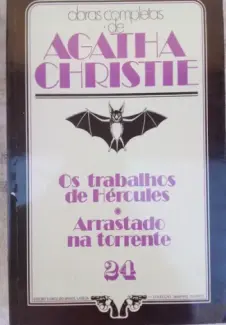 obras completas
de
AGATHA
CHRISTIE
Os trabalhos
de Hércules
Arrastado
na torrente
24